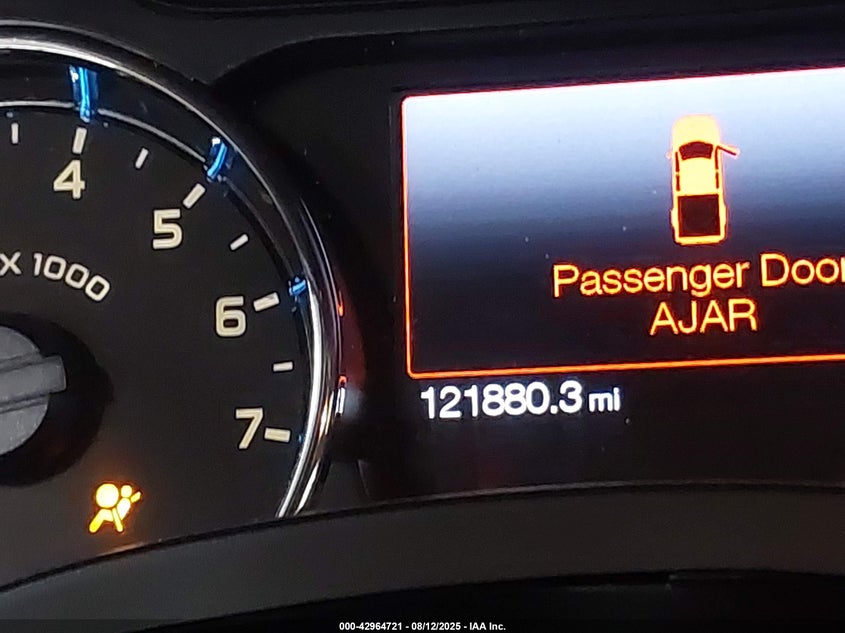 4
5
X 1000
6
7
Passenger Door
AJAR
121880.3 mi
000-42964721 - 08/12/2025 - IAA Inc.